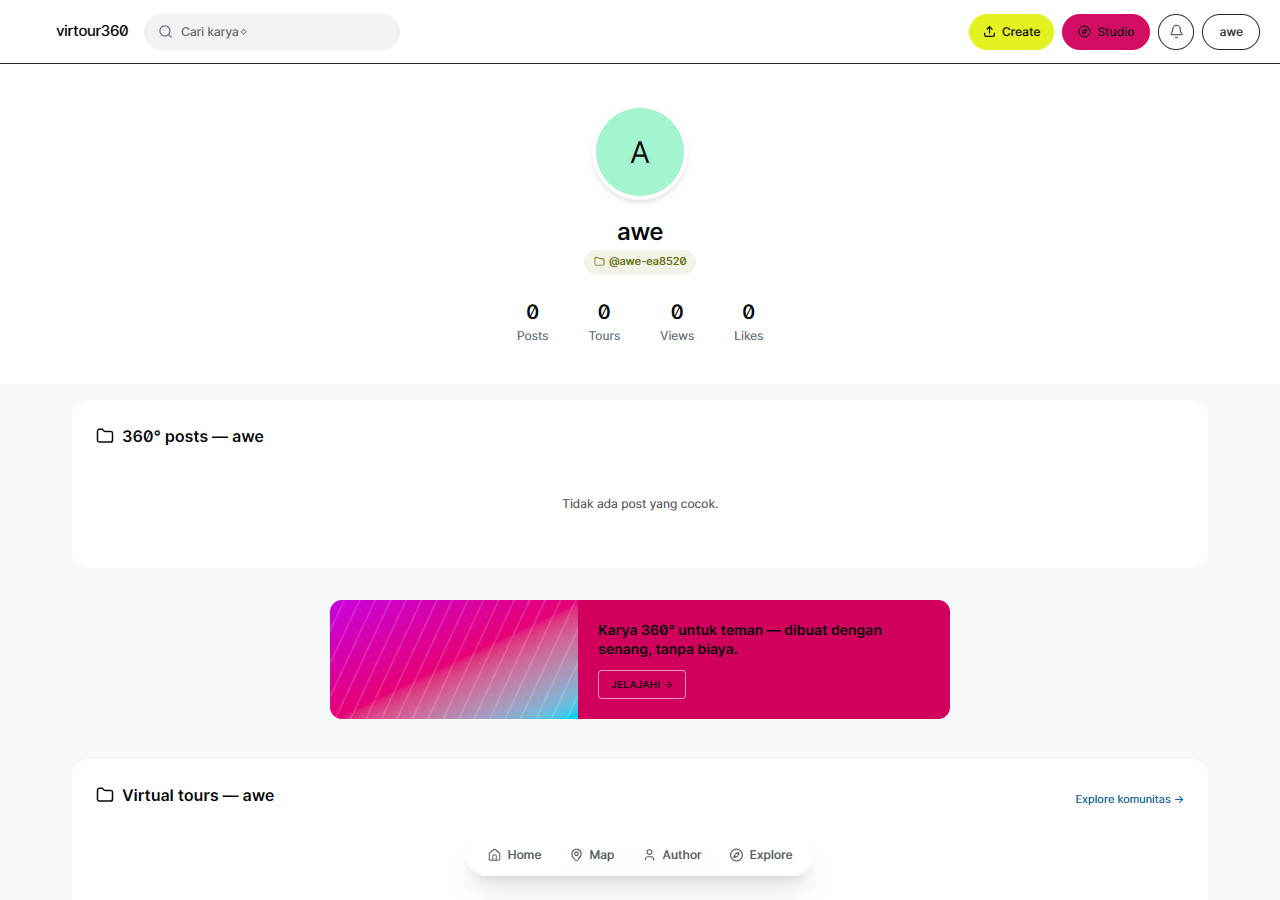 virtour360
Cari karya⋄
Create
Studio
awe
A
awe
@awe-ea8520
0 0 0 0
Posts Tours Views Likes
360° posts — awe
Tidak ada post yang cocok.
Karya 360° untuk teman — dibuat dengan
senang, tanpa biaya.
JELAJAHI →
Virtual tours — awe
Explore komunitas →
Home Map Author Explore